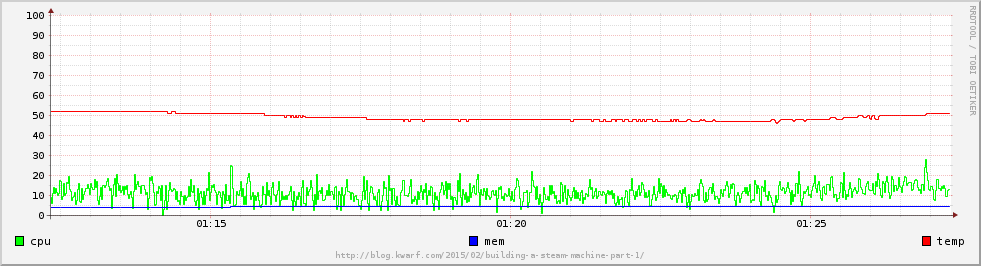 100
90
80
70
60
50
40
30
20
10
0
01:15 01:20 01:25
cpu mem temp
http://blog.kwarf.com/2015/02/building-a-steam-machine-part-1/
RRDTOOL / TOBI OETIKER